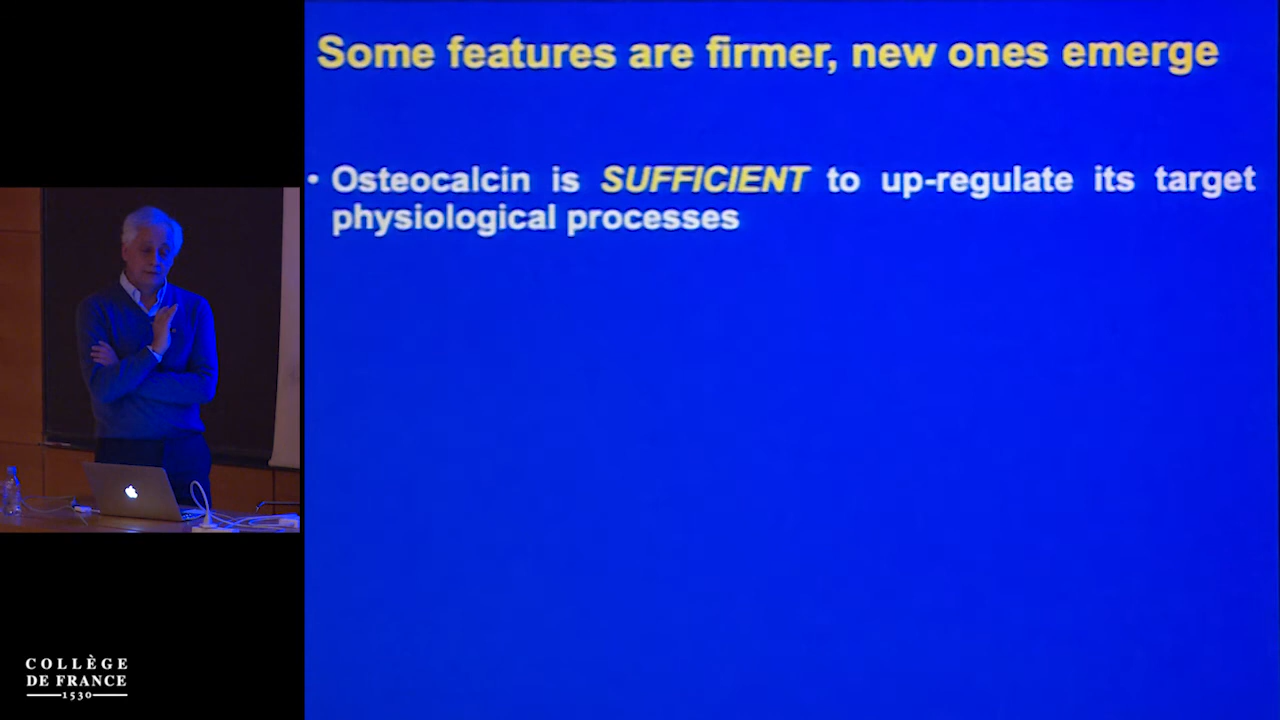 Some features are firmer, new ones emerge
• Osteocalcin is SUFFICIENT to up-regulate its target
physiological processes
COLLÈGE
DE FRANCE
1530